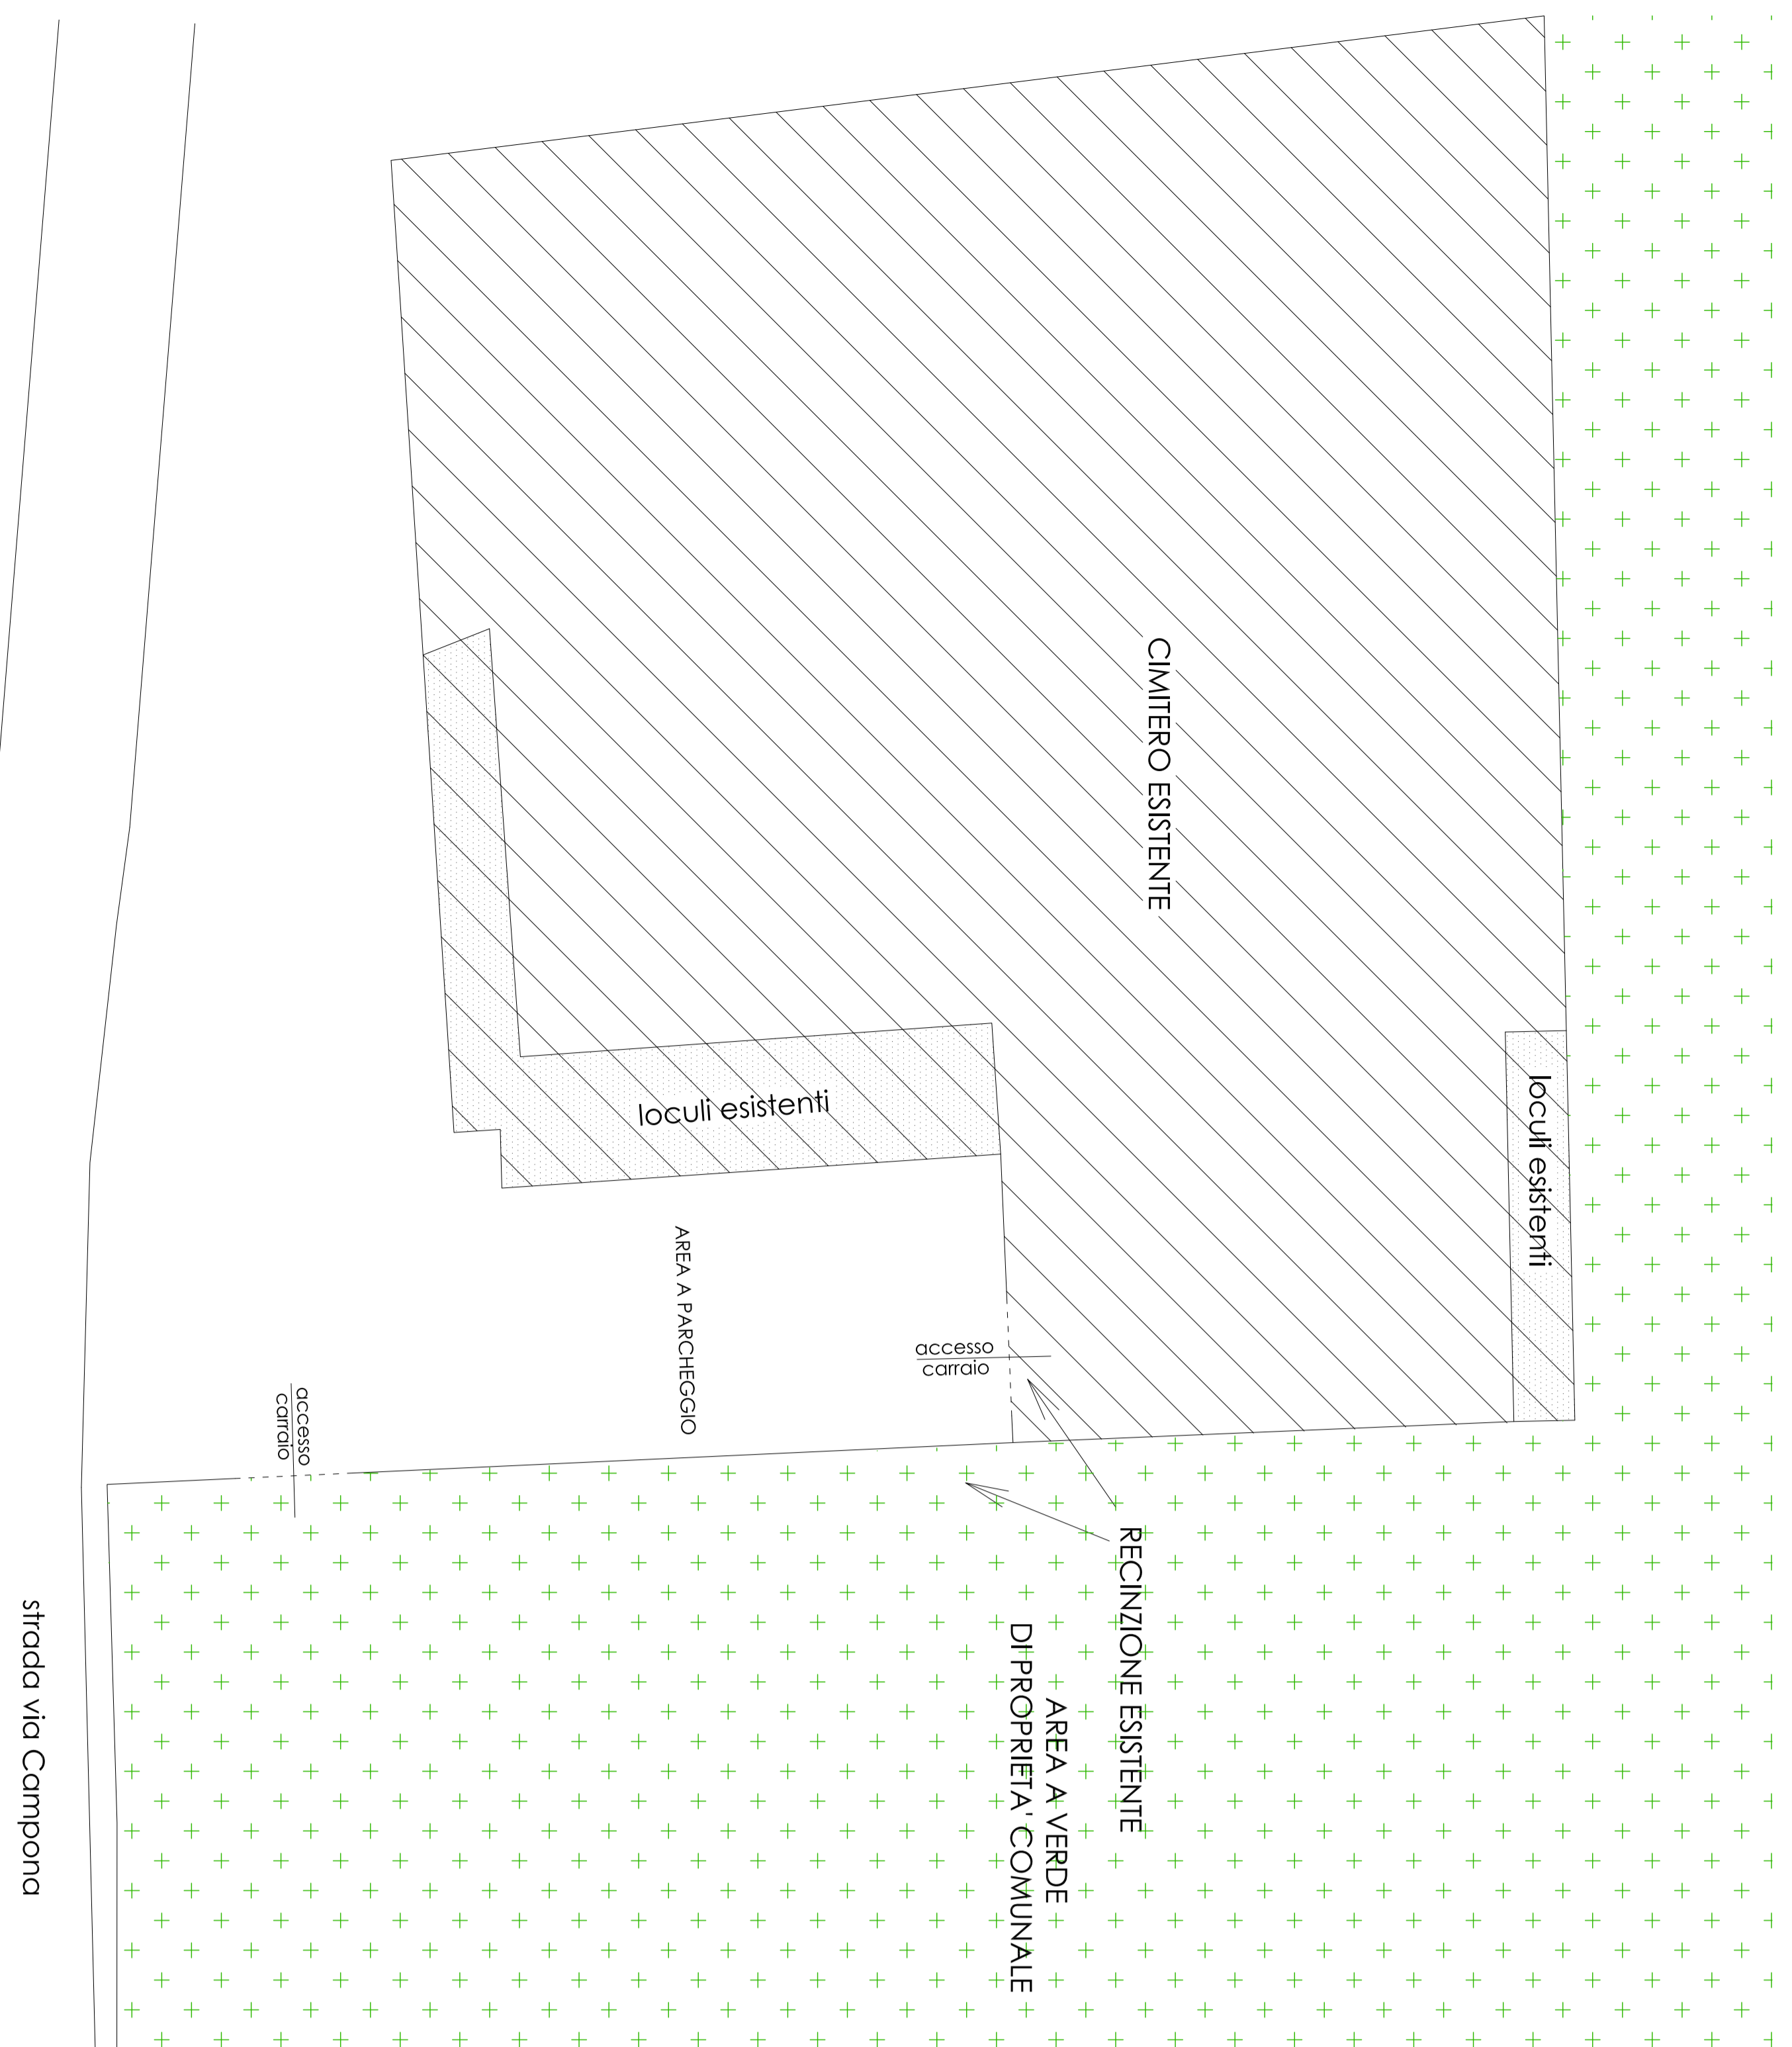 CIMITERO ESISTENTE
loculi esistenti
loculi esistenti
AREA A PARCHEGGIO
accesso
carraio
accesso
carraio
RECINZIONE ESISTENTE
AREA A VERDE
DI PROPRIETA' COMUNALE
strada via Campona